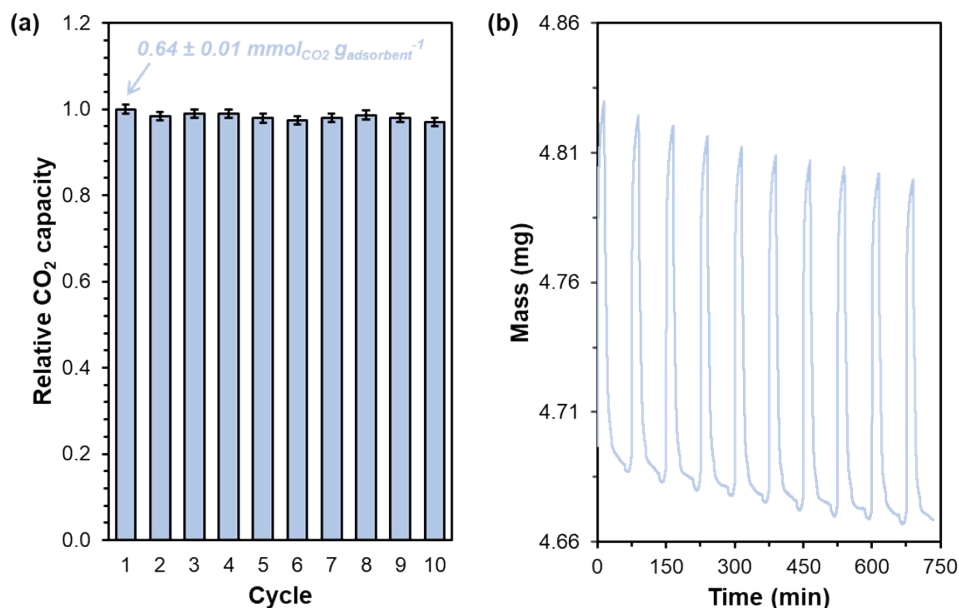 (a)
1.2
1.0
0.8
0.6
0.4
0.2
0.0
Relative CO₂ capacity
0.64 ± 0.01 mmol_CO2 g_adsorbent⁻¹
1 2 3 4 5 6 7 8 9 10
Cycle
(b)
4.86
4.81
4.76
4.71
4.66
Mass (mg)
0 150 300 450 600 750
Time (min)